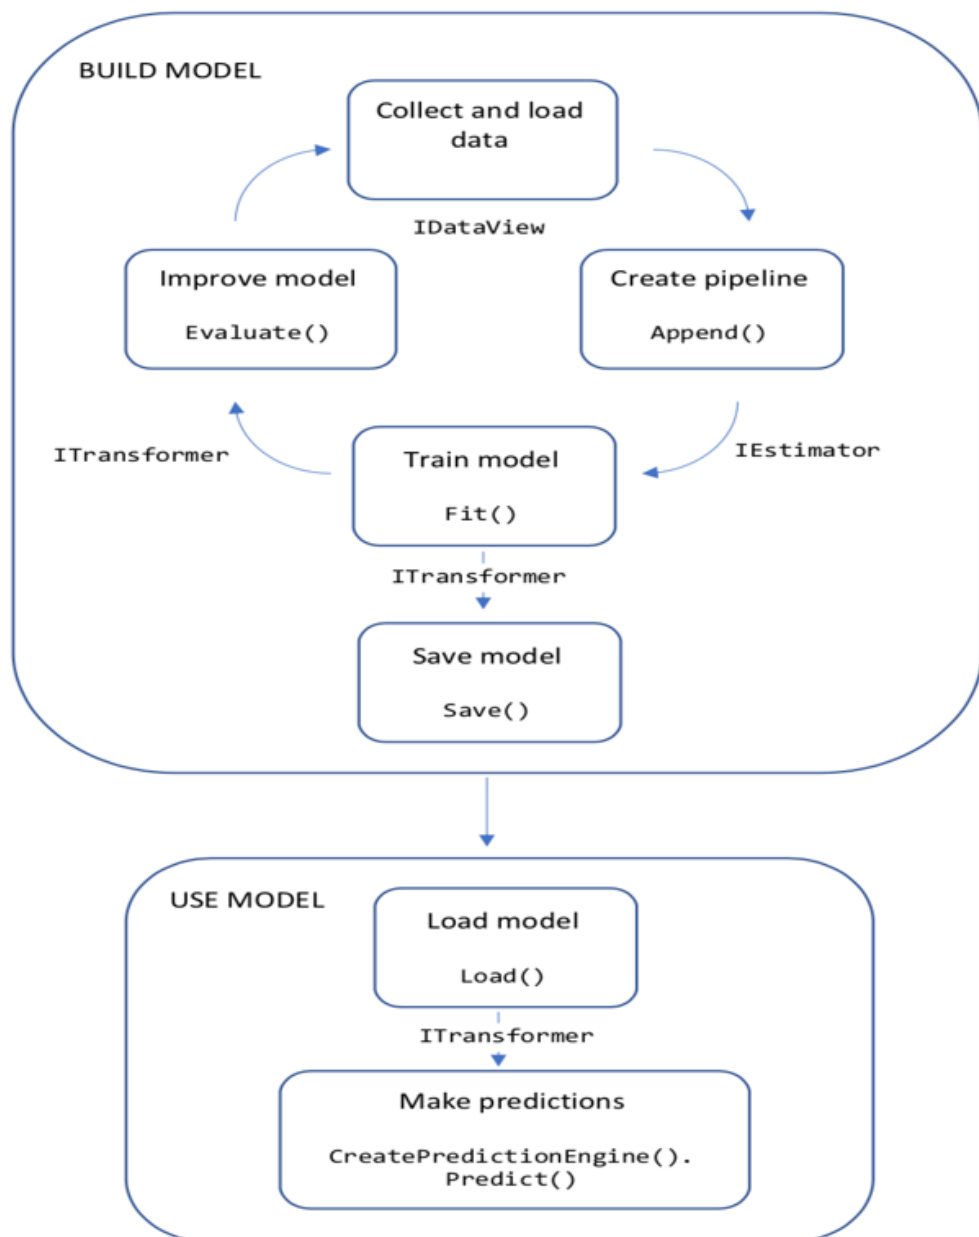 BUILD MODEL
Collect and load
data
IDataView
Improve model
Evaluate()
Create pipeline
Append()
ITransformer
Train model
Fit()
IEstimator
ITransformer
Save model
Save()
USE MODEL
Load model
Load()
ITransformer
Make predictions
CreatePredictionEngine().
Predict()